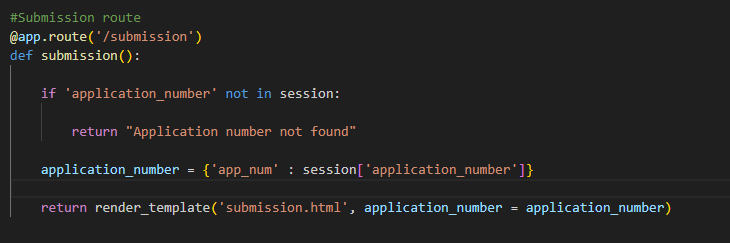 #Submission route
@app.route('/submission')
def submission():
if 'application_number' not in session:
return "Application number not found"
application_number = {'app_num' : session['application_number']}
return render_template('submission.html', application_number = application_number)